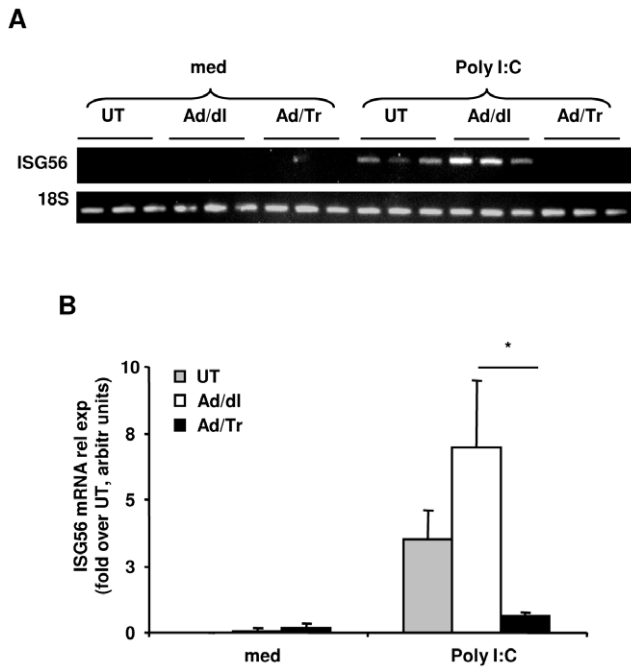 A
med Poly I:C
UT Ad/dl Ad/Tr UT Ad/dl Ad/Tr
ISG56
18S
B
ISG56 mRNA rel exp
(fold over UT, arbitr units)
10
8
5
3
0
UT
Ad/dl
Ad/Tr
*
med Poly I:C